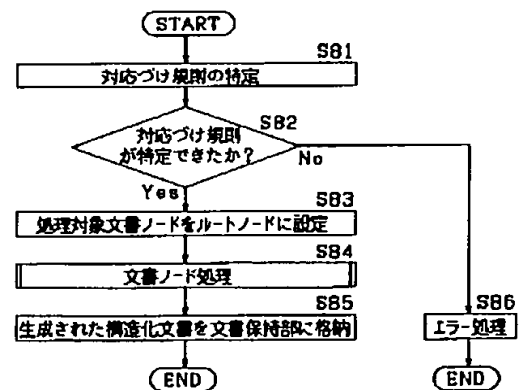 START
S81
対応づけ規則の特定
S82
対応づけ規則
が特定できたか?
No
Yes
S83
処理対象文書ノードをルートノードに設定
S84
文書ノード処理
S85
生成された構造化文書を文書保持部に格納
S86
エラー処理
END
END